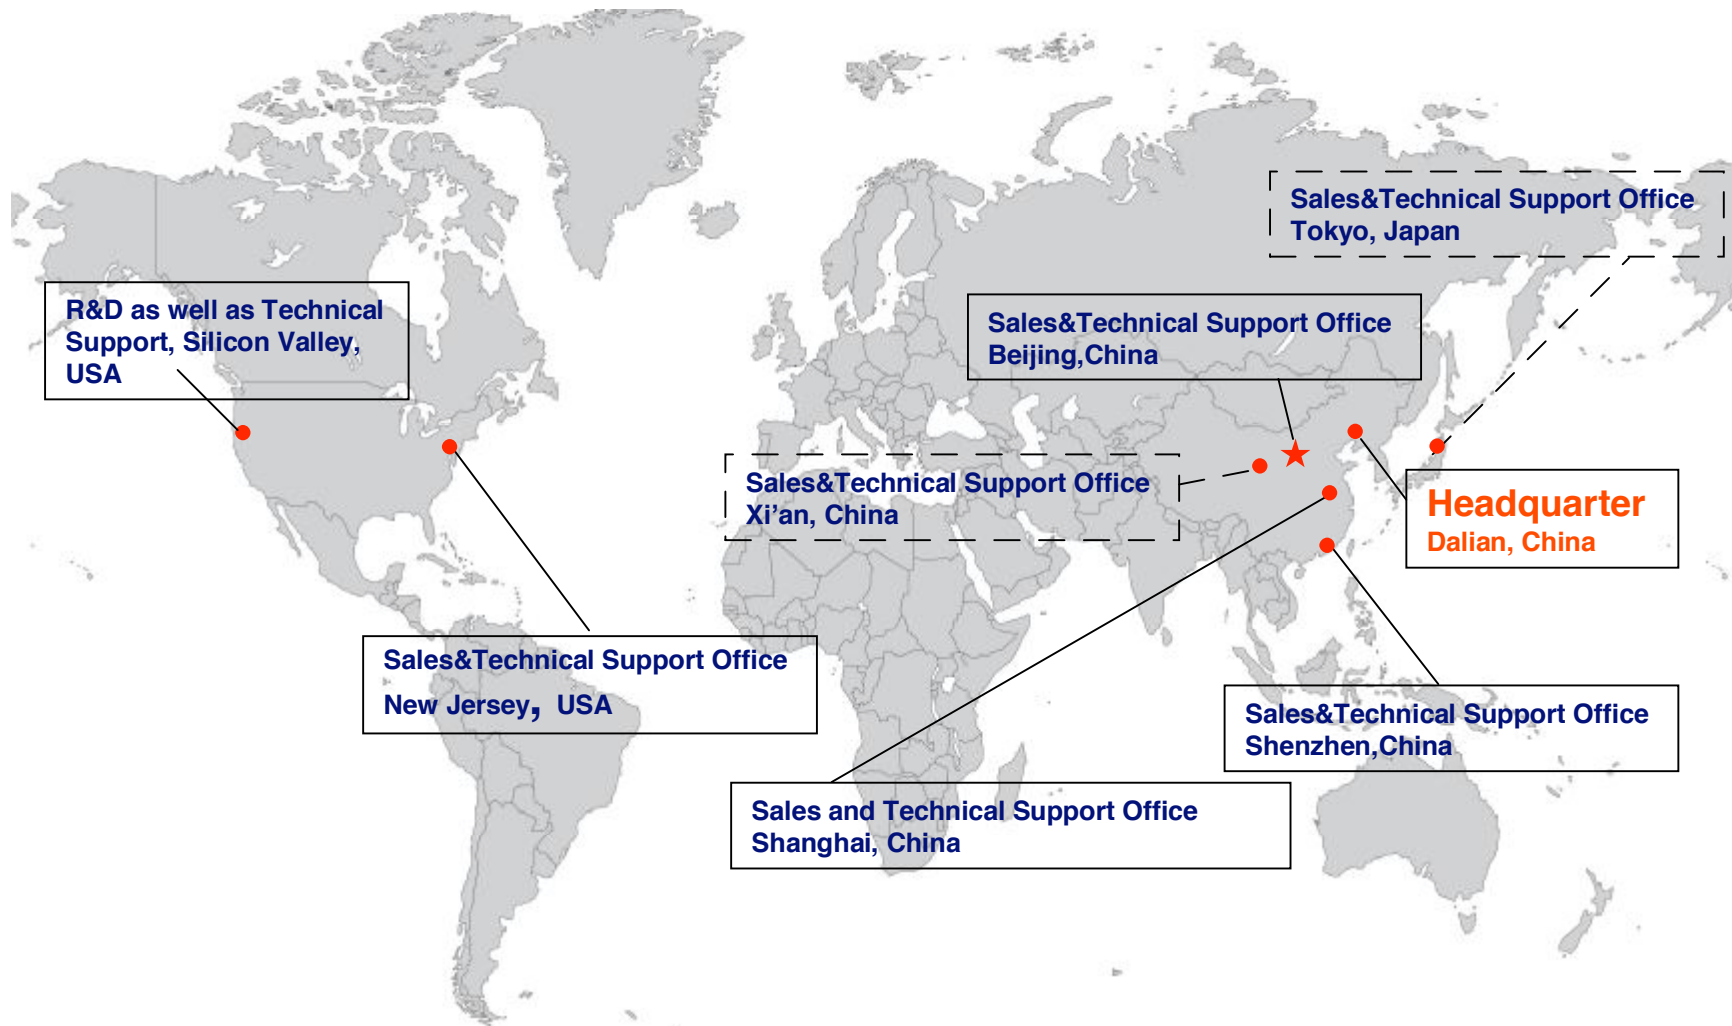 Sales&Technical Support Office
Tokyo, Japan
R&D as well as Technical
Support, Silicon Valley,
USA
Sales&Technical Support Office
Beijing,China
Sales&Technical Support Office
Xi’an, China
Headquarter
Dalian, China
Sales&Technical Support Office
New Jersey, USA
Sales&Technical Support Office
Shenzhen,China
Sales and Technical Support Office
Shanghai, China